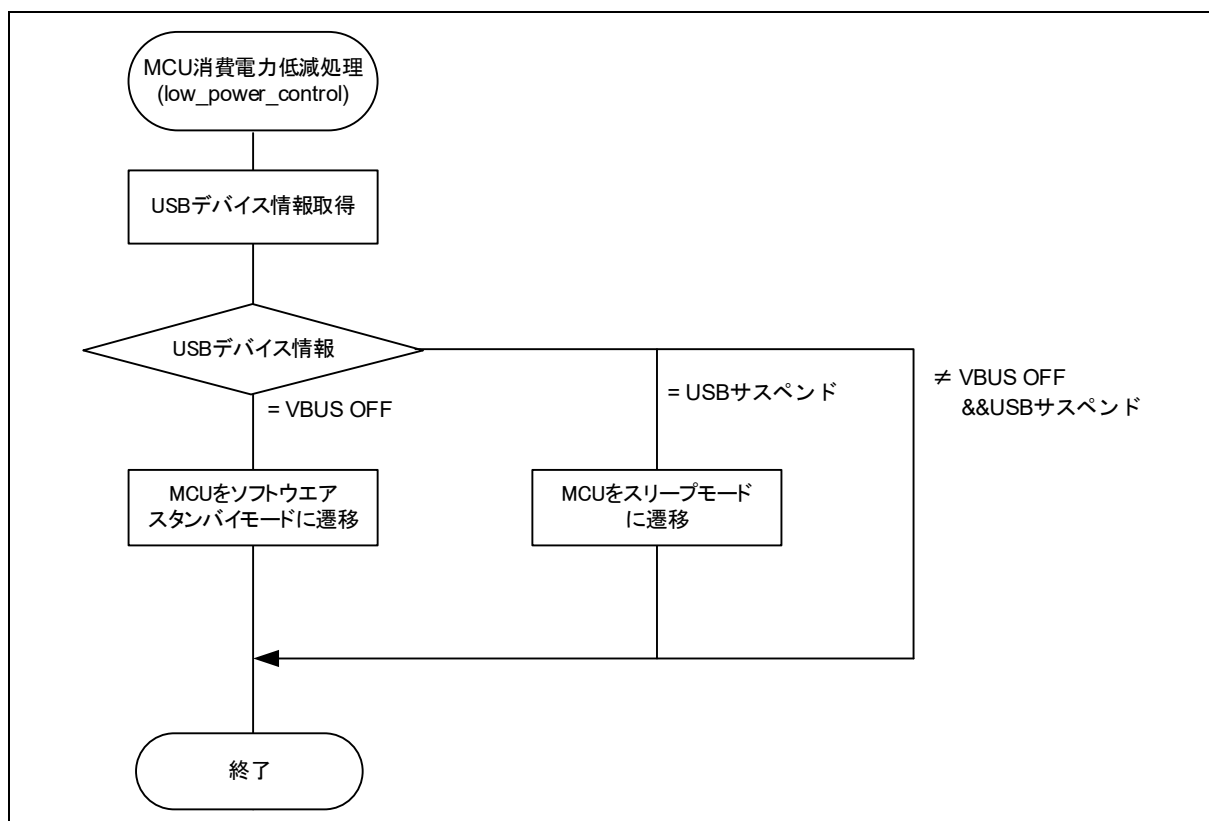 MCU消費電力低減処理
(low_power_control)
USBデバイス情報取得
USBデバイス情報
= VBUS OFF
= USBサスペンド
≠ VBUS OFF
&&USBサスペンド
MCUをソフトウエア
スタンバイモードに遷移
MCUをスリープモード
に遷移
終了